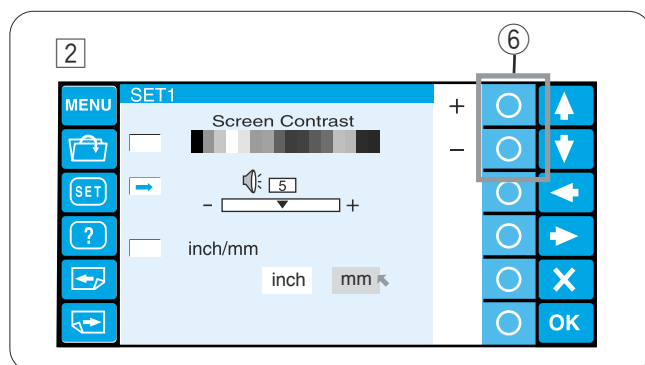 2
6
MENU
SET1
+
Screen Contrast
−
SET
5
− +
?
inch/mm
inch mm
X
OK